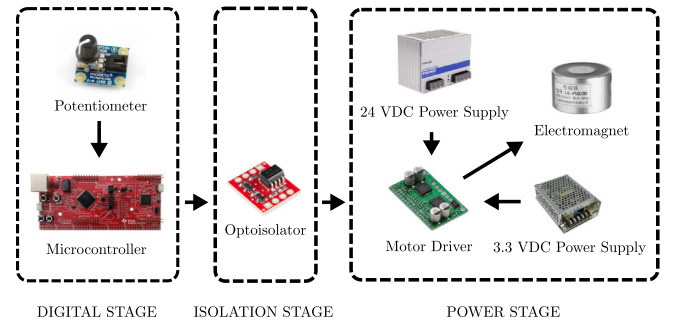 Potentiometer
24 VDC Power Supply
Electromagnet
Microcontroller
Optoisolator
Motor Driver
3.3 VDC Power Supply
DIGITAL STAGE
ISOLATION STAGE
POWER STAGE